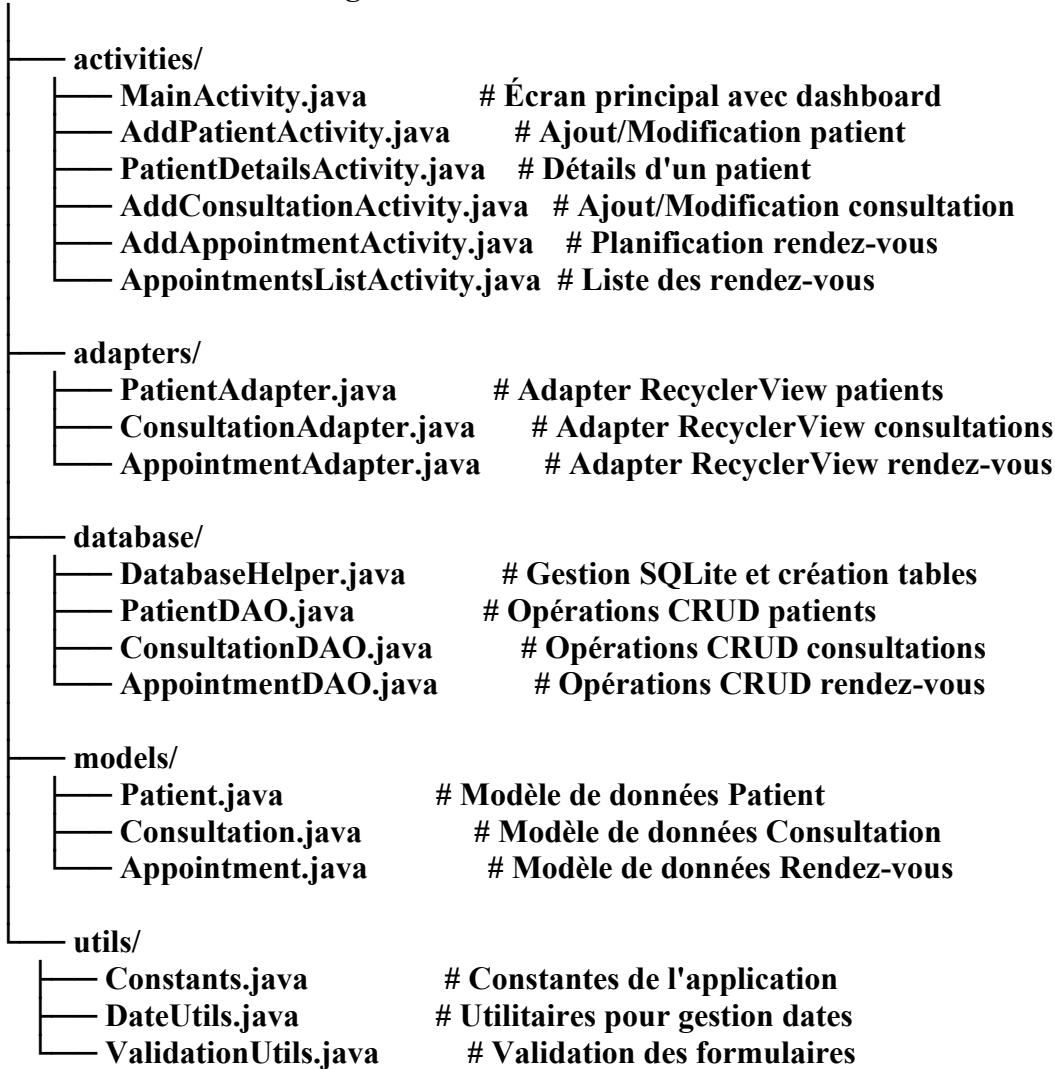 activities/
MainActivity.java # Écran principal avec dashboard
AddPatientActivity.java # Ajout/Modification patient
PatientDetailsActivity.java # Détails d'un patient
AddConsultationActivity.java # Ajout/Modification consultation
AddAppointmentActivity.java # Planification rendez-vous
AppointmentsListActivity.java # Liste des rendez-vous
adapters/
PatientAdapter.java # Adapter RecyclerView patients
ConsultationAdapter.java # Adapter RecyclerView consultations
AppointmentAdapter.java # Adapter RecyclerView rendez-vous
database/
DatabaseHelper.java # Gestion SQLite et création tables
PatientDAO.java # Opérations CRUD patients
ConsultationDAO.java # Opérations CRUD consultations
AppointmentDAO.java # Opérations CRUD rendez-vous
models/
Patient.java # Modèle de données Patient
Consultation.java # Modèle de données Consultation
Appointment.java # Modèle de données Rendez-vous
utils/
Constants.java # Constantes de l'application
DateUtils.java # Utilitaires pour gestion dates
ValidationUtils.java # Validation des formulaires